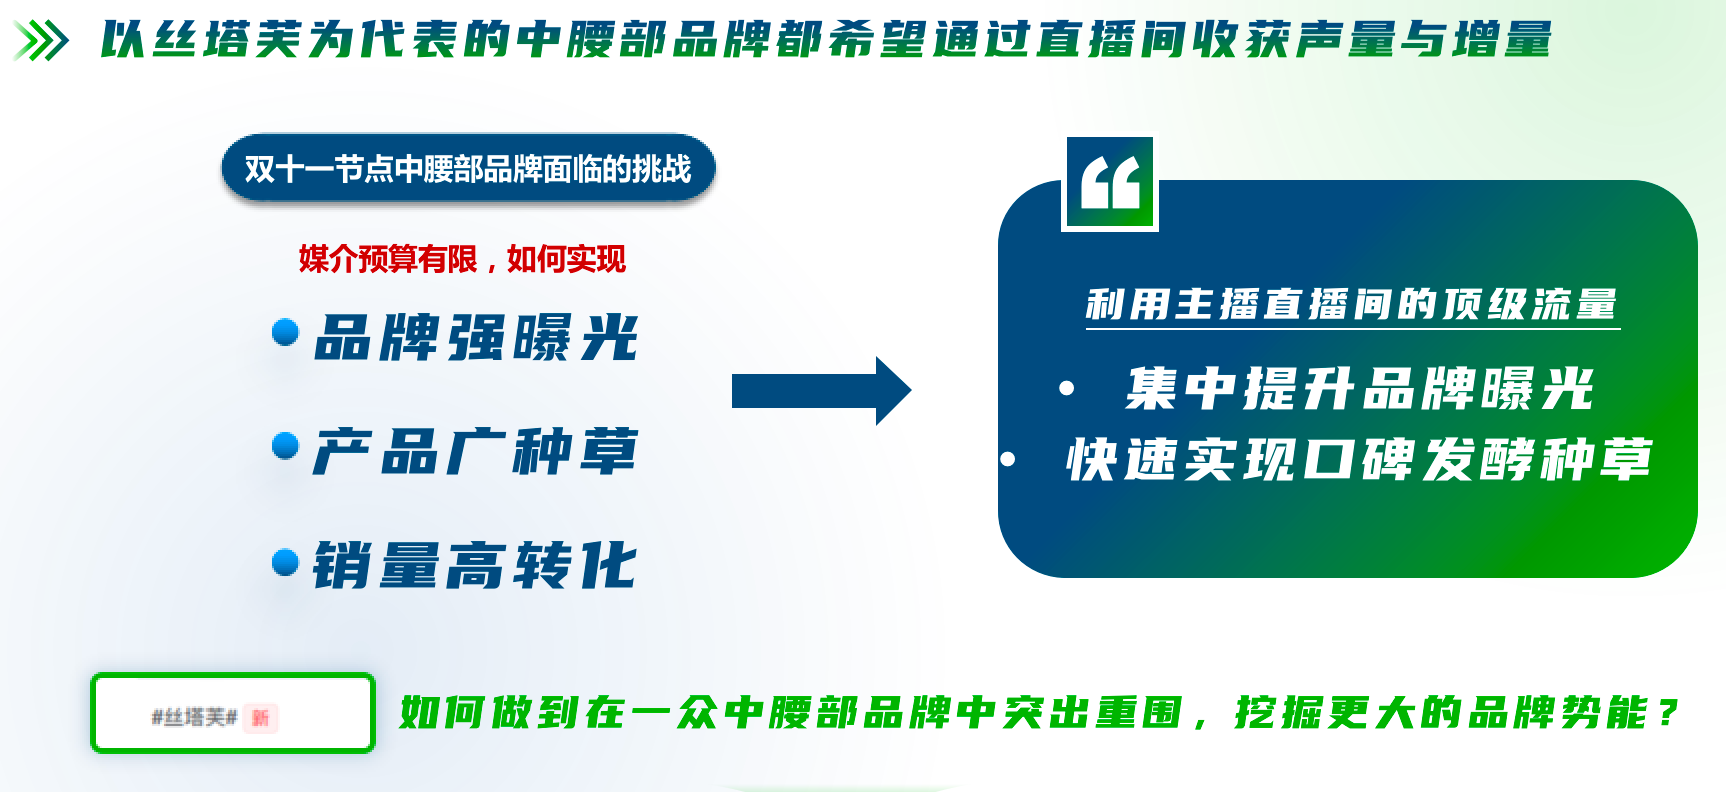 以丝塔芙为代表的中腰部品牌都希望通过直播间收获声量与增量
双十一节点中腰部品牌面临的挑战
媒介预算有限，如何实现
品牌强曝光
产品广种草
销量高转化
利用主播直播间的顶级流量
• 集中提升品牌曝光
• 快速实现口碑发酵种草
#丝塔芙# 新
如何做到在一众中腰部品牌中突出重围，挖掘更大的品牌势能？